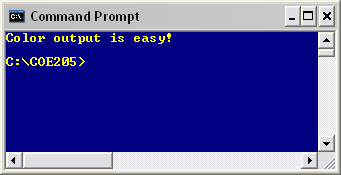 Command Prompt
Color output is easy!
C:\COE205>